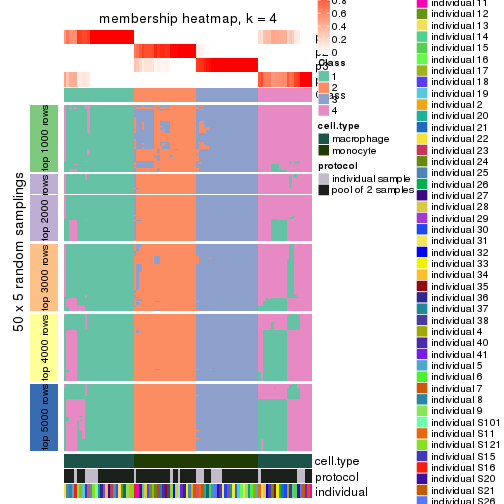 membership heatmap, k = 4
50 x 5 random samplings
top 1000 rows
top 2000 rows
top 3000 rows
top 4000 rows
top 5000 rows
cell.type
protocol
individual
0.8
0.6
0.4
0.2
0
Class
1
2
3
4
cell.type
macrophage
monocyte
protocol
individual sample
pool of 2 samples
individual 11
individual 12
individual 13
individual 14
individual 15
individual 16
individual 17
individual 18
individual 19
individual 2
individual 20
individual 21
individual 22
individual 23
individual 24
individual 25
individual 26
individual 27
individual 28
individual 29
individual 30
individual 31
individual 32
individual 33
individual 34
individual 35
individual 36
individual 37
individual 38
individual 4
individual 40
individual 41
individual 5
individual 6
individual 7
individual 8
individual 9
individual S101
individual S11
individual S121
individual S15
individual S16
individual S20
individual S21
individual S26